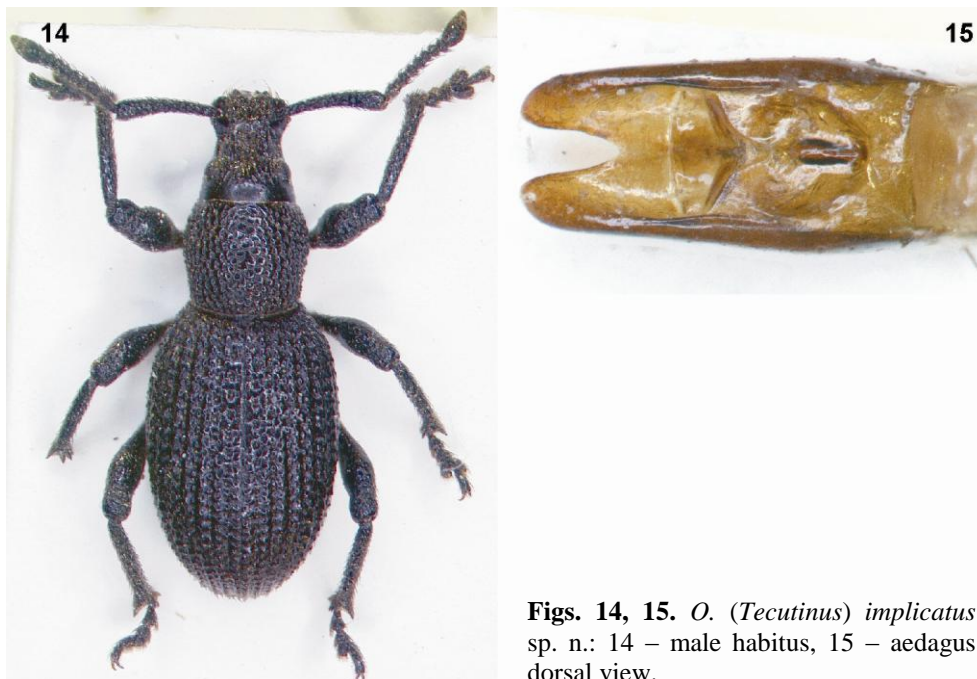 14
15
Figs. 14, 15. O. (Tecutinus) implicatus
sp. n.: 14 – male habitus, 15 – aedagus
dorsal view.